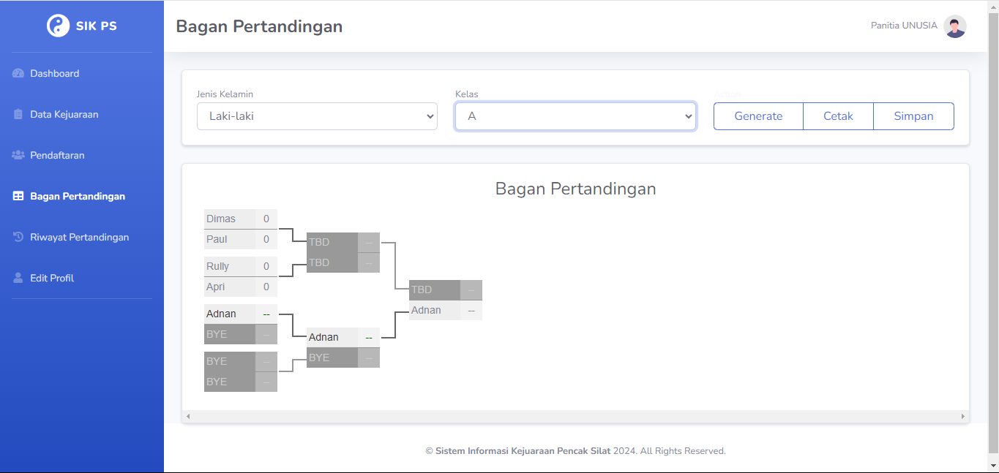 SIK PS
Dashboard
Data Kejuaraan
Pendaftaran
Bagan Pertandingan
Riwayat Pertandingan
Edit Profil
Bagan Pertandingan
Panitia UNUSIA
Jenis Kelamin
Laki-laki
Kelas
A
Generate
Cetak
Simpan
Bagan Pertandingan
Dimas 0
Paul 0
Rully 0
Apri 0
Adnan --
BYE --
BYE --
BYE --
TBD --
TBD --
Adnan --
BYE --
TBD --
Adnan --
© Sistem Informasi Kejuaraan Pencak Silat 2024. All Rights Reserved.